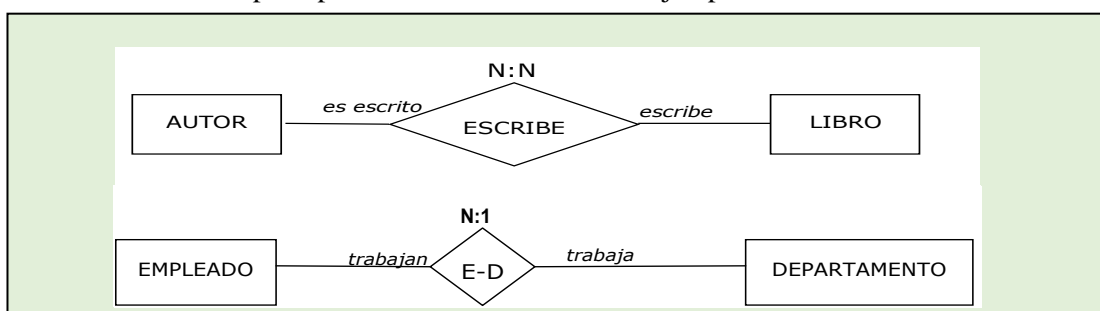 N:N
AUTOR es escrito ESCRIBE escribe LIBRO
N:1
EMPLEADO trabajan E-D trabaja DEPARTAMENTO